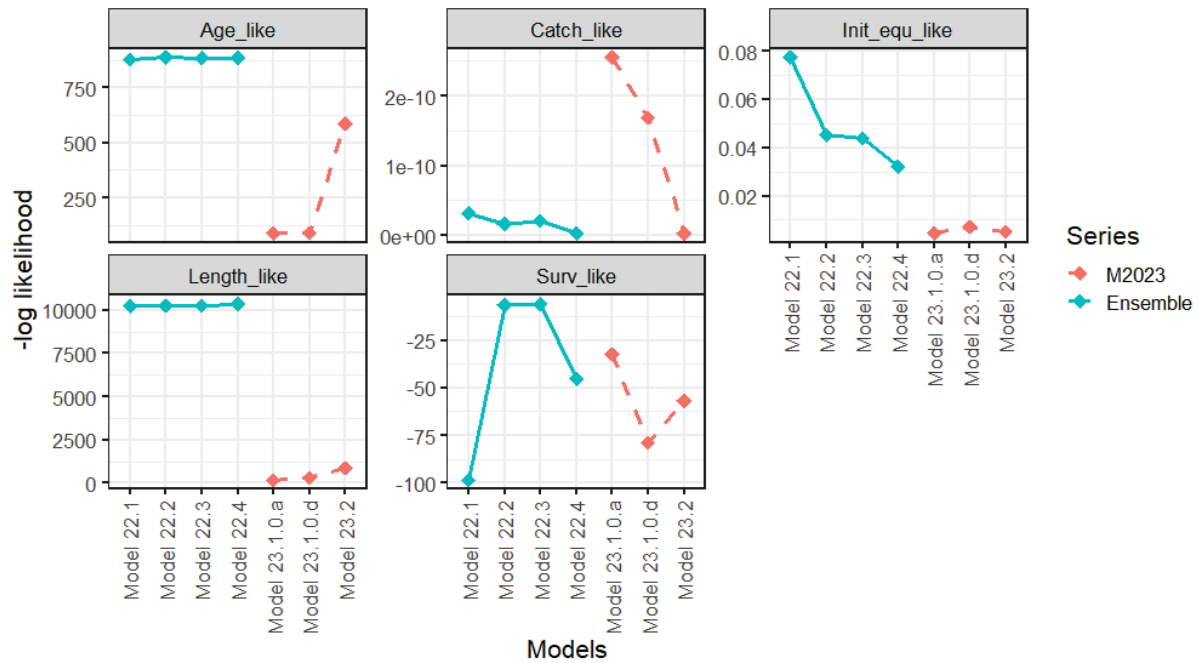 Age_like
Catch_like
Init_equ_like
750
500
250
2e-10
1e-10
0e+00
0.08
0.06
0.04
0.02
Length_like
Surv_like
10000
7500
5000
2500
0
-25
-50
-75
-100
-log likelihood
Model 22.1
Model 22.2
Model 22.3
Model 22.4
Model 23.1.0.a
Model 23.1.0.d
Model 23.2
Model 22.1
Model 22.2
Model 22.3
Model 22.4
Model 23.1.0.a
Model 23.1.0.d
Model 23.2
Model 22.1
Model 22.2
Model 22.3
Model 22.4
Model 23.1.0.a
Model 23.1.0.d
Model 23.2
Models
Series
M2023
Ensemble